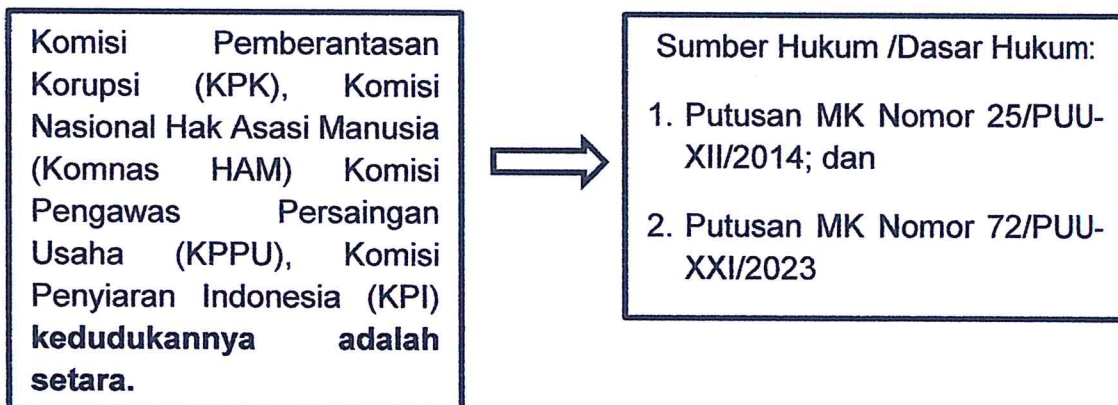 Komisi Pemberantasan
Korupsi (KPK), Komisi
Nasional Hak Asasi Manusia
(Komnas HAM) Komisi
Pengawas Persaingan
Usaha (KPPU), Komisi
Penyiaran Indonesia (KPI)
kedudukannya adalah
setara.
Sumber Hukum /Dasar Hukum:
1. Putusan MK Nomor 25/PUU-
XII/2014; dan
2. Putusan MK Nomor 72/PUU-
XXI/2023